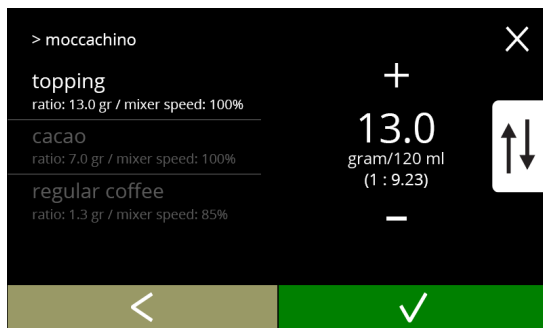 > moccachino
topping
ratio: 13.0 gr / mixer speed: 100%
cacao
ratio: 7.0 gr / mixer speed: 100%
regular coffee
ratio: 1.3 gr / mixer speed: 85%
+
13.0
gram/120 ml
(1 : 9.23)
−